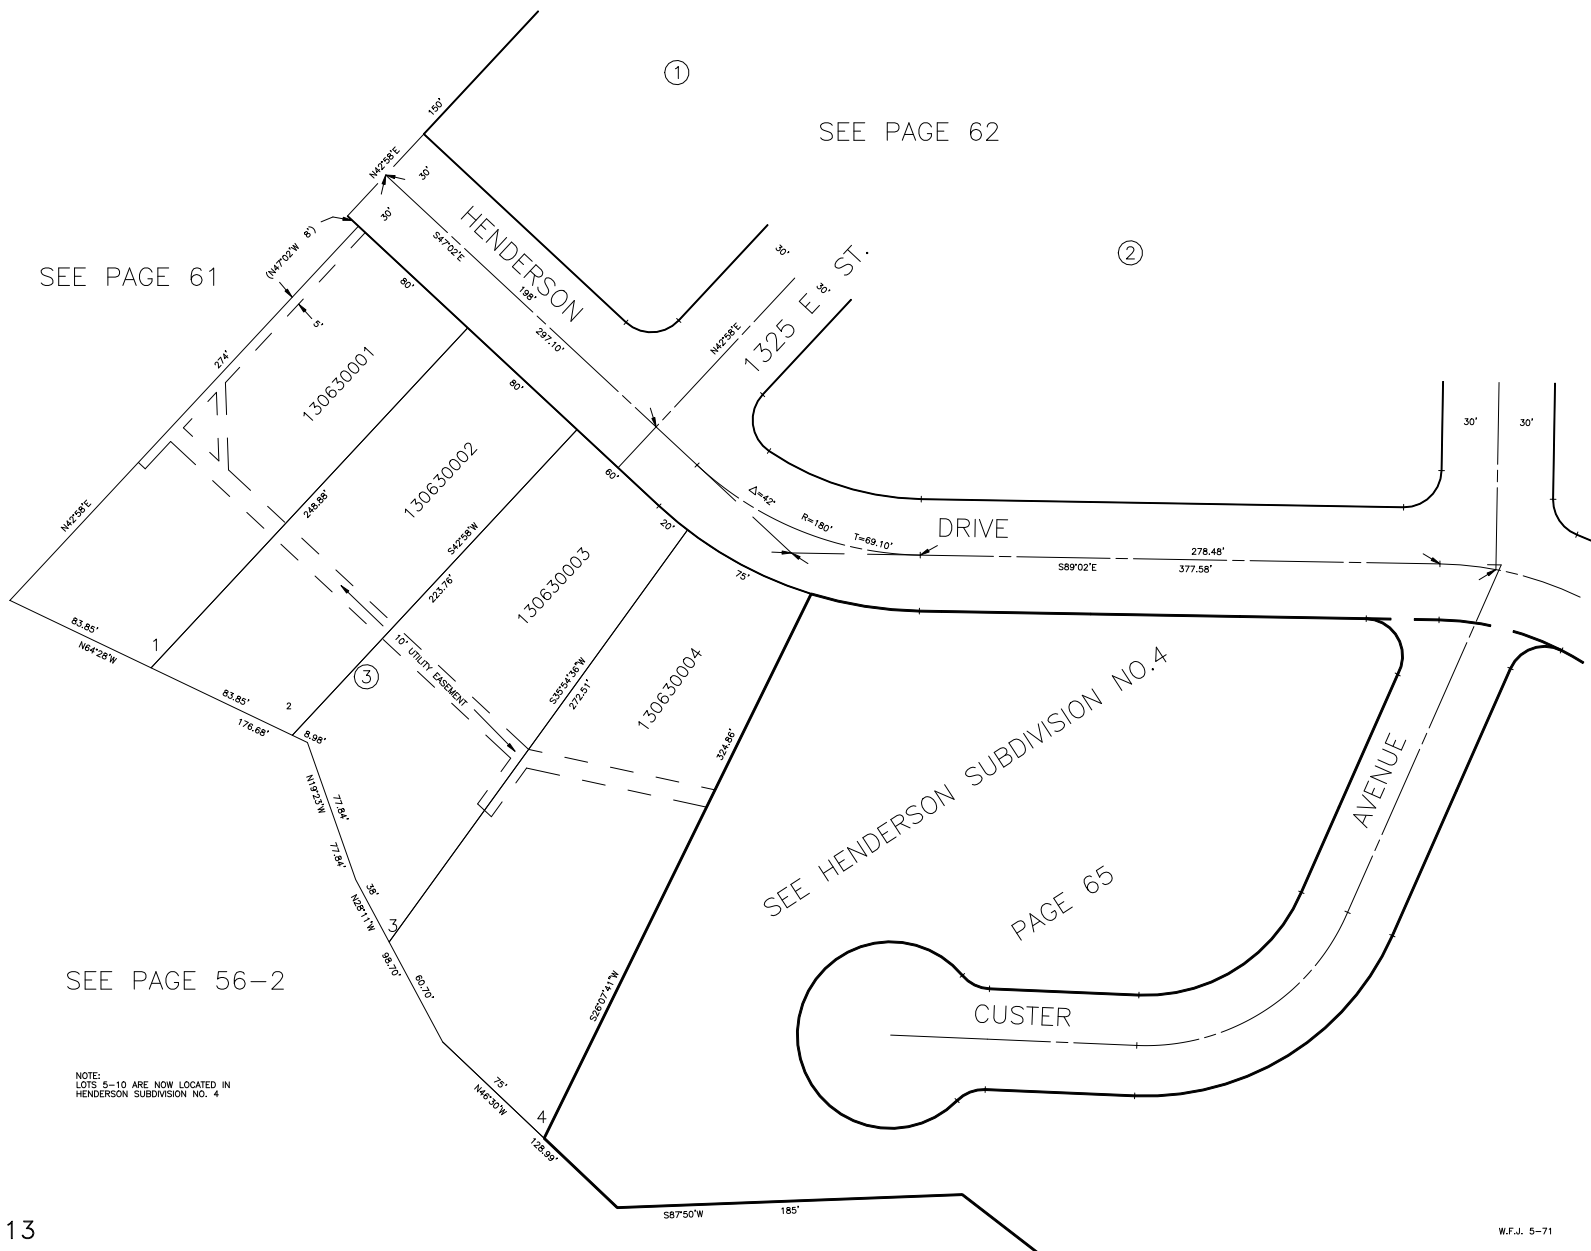 1
SEE PAGE 62
150'
N42°58'E
30'
30'
HENDERSON
S47°02'E
198'
297.10'
(N47°02'W 8')
SEE PAGE 61
2
30'
1325 E. ST.
30'
N42°58'E
80'
5'
274'
130630001
80'
30'
30'
130630002
248.88'
N42°58'E
60'
Δ=42°
R=180'
T=69.10'
DRIVE
20'
278.48'
S89°02'E
377.58'
S42°58'W
223.76'
130630003
75'
83.85'
N64°28'W
1
10' UTILITY EASEMENT
3
S35°54'36"W
272.51'
130630004
83.85'
2
176.68'
8.98'
324.86'
SEE HENDERSON SUBDIVISION NO.4
PAGE 65
AVENUE
N19°23'W
77.84'
77.84'
38'
N28°11'W
3
98.70'
60.70'
SEE PAGE 56-2
S26°07'41"W
CUSTER
NOTE:
LOTS 5-10 ARE NOW LOCATED IN
HENDERSON SUBDIVISION NO. 4
75'
N46°30'W
4
128.99'
S87°50'W
185'
13
W.F.J. 5-71